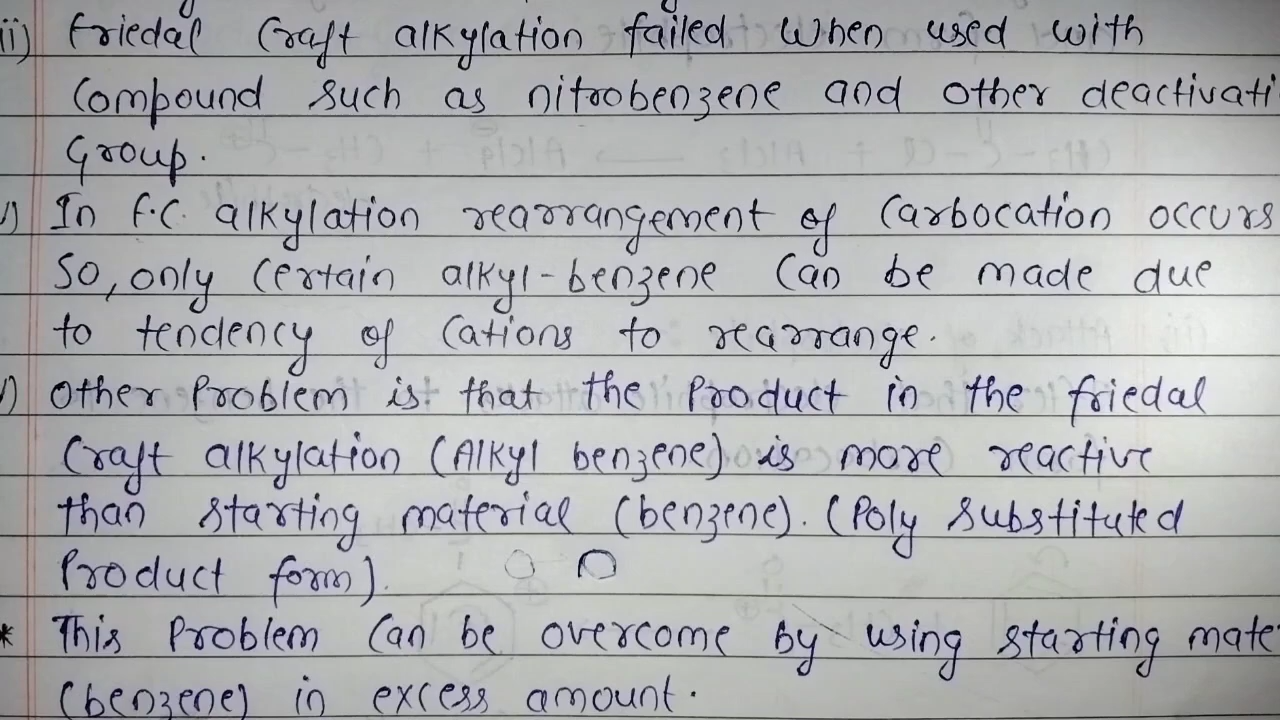 ii) Friedal Craft alkylation failed when used with
Compound such as nitrobenzene and other deactivati
Group.
In F.C. alkylation rearrangement of Carbocation occurs
So, only certain alkyl-benzene can be made due
to tendency of Cations to rearrange.
Other Problem is that the Product in the friedal
Craft alkylation (Alkyl benzene) is more reactive
than starting material (benzene). (Poly substituted
Product form).
* This Problem can be overcome by using starting mate
(benzene) in excess amount.